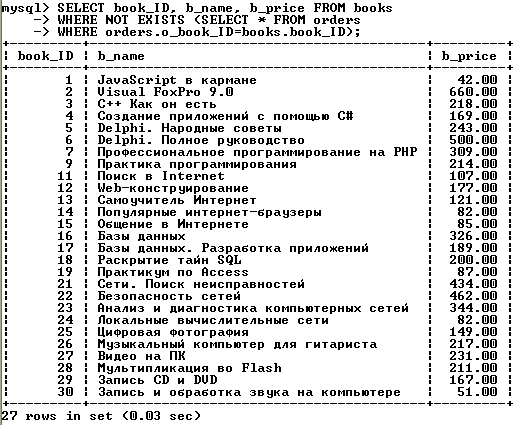 mysql> SELECT book_ID, b_name, b_price FROM books
-> WHERE NOT EXISTS (SELECT * FROM orders
-> WHERE orders.o_book_ID=books.book_ID);
book_ID | b_name | b_price
1 | JavaScript в кармане | 42.00
2 | Visual FoxPro 9.0 | 660.00
3 | C++ Как он есть | 218.00
4 | Создание приложений с помощью C# | 169.00
5 | Delphi. Народные советы | 243.00
6 | Delphi. Полное руководство | 500.00
7 | Профессиональное программирование на PHP | 309.00
9 | Практика программирования | 214.00
11 | Поиск в Internet | 107.00
12 | Web-конструирование | 177.00
13 | Самоучитель Интернет | 121.00
14 | Популярные интернет-браузеры | 82.00
15 | Общение в Интернете | 85.00
16 | Базы данных | 326.00
17 | Базы данных. Разработка приложений | 189.00
18 | Раскрытие тайн SQL | 200.00
19 | Практикум по Access | 87.00
21 | Сети. Поиск неисправностей | 434.00
22 | Безопасность сетей | 462.00
23 | Анализ и диагностика компьютерных сетей | 344.00
24 | Локальные вычислительные сети | 82.00
25 | Цифровая фотография | 149.00
26 | Музыкальный компьютер для гитариста | 217.00
27 | Видео на ПК | 231.00
28 | Мультипликация во Flash | 211.00
29 | Запись CD и DVD | 167.00
30 | Запись и обработка звука на компьютере | 51.00
27 rows in set (0.03 sec)